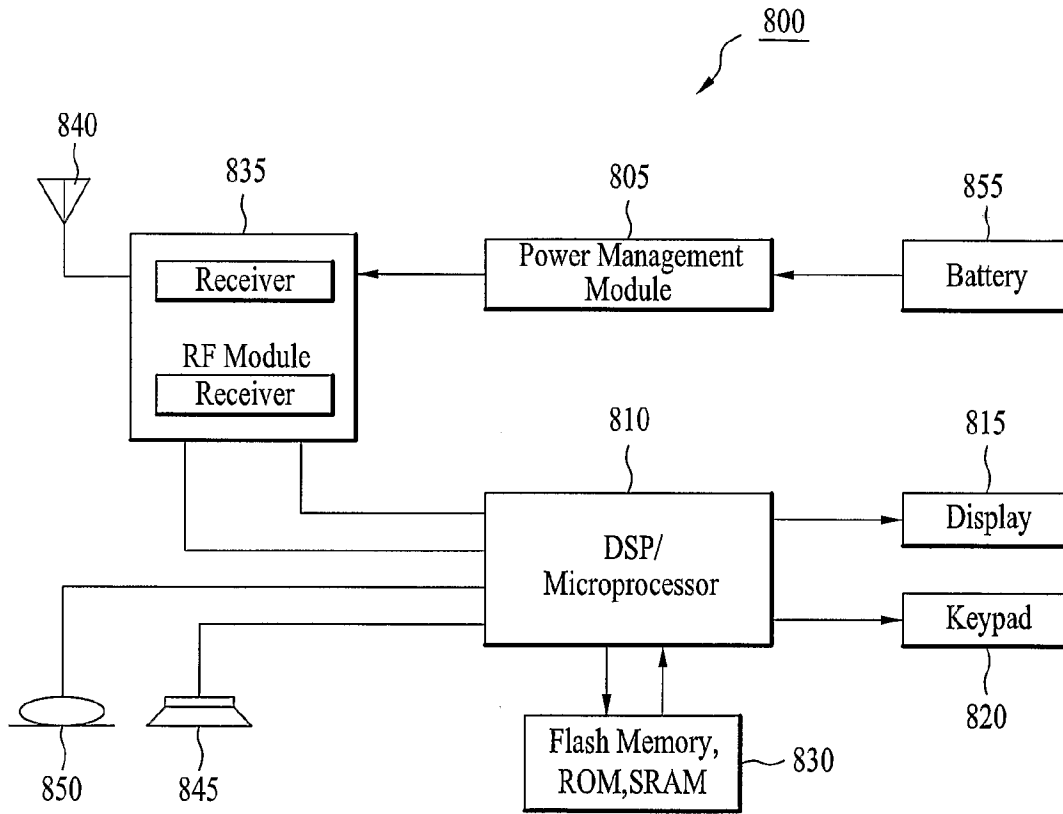 800
840
835
805
855
Receiver
Power Management
Module
Battery
RF Module
Receiver
810
815
DSP/
Microprocessor
Display
Keypad
820
850
845
Flash Memory,
ROM,SRAM
830